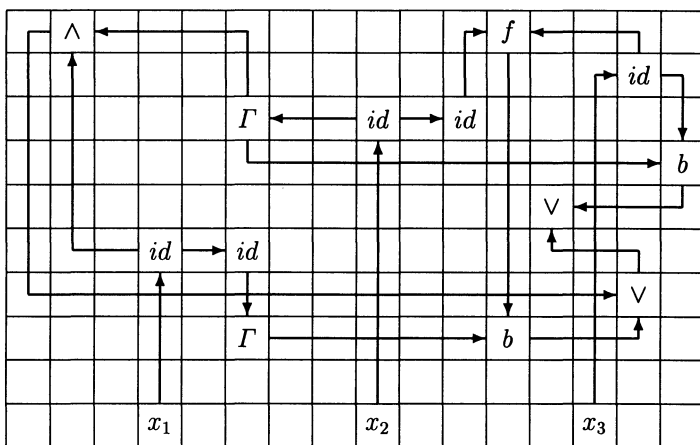 ∧ f
id
Γ id id
b
∨
id id
∨
Γ b
x₁ x₂ x₃